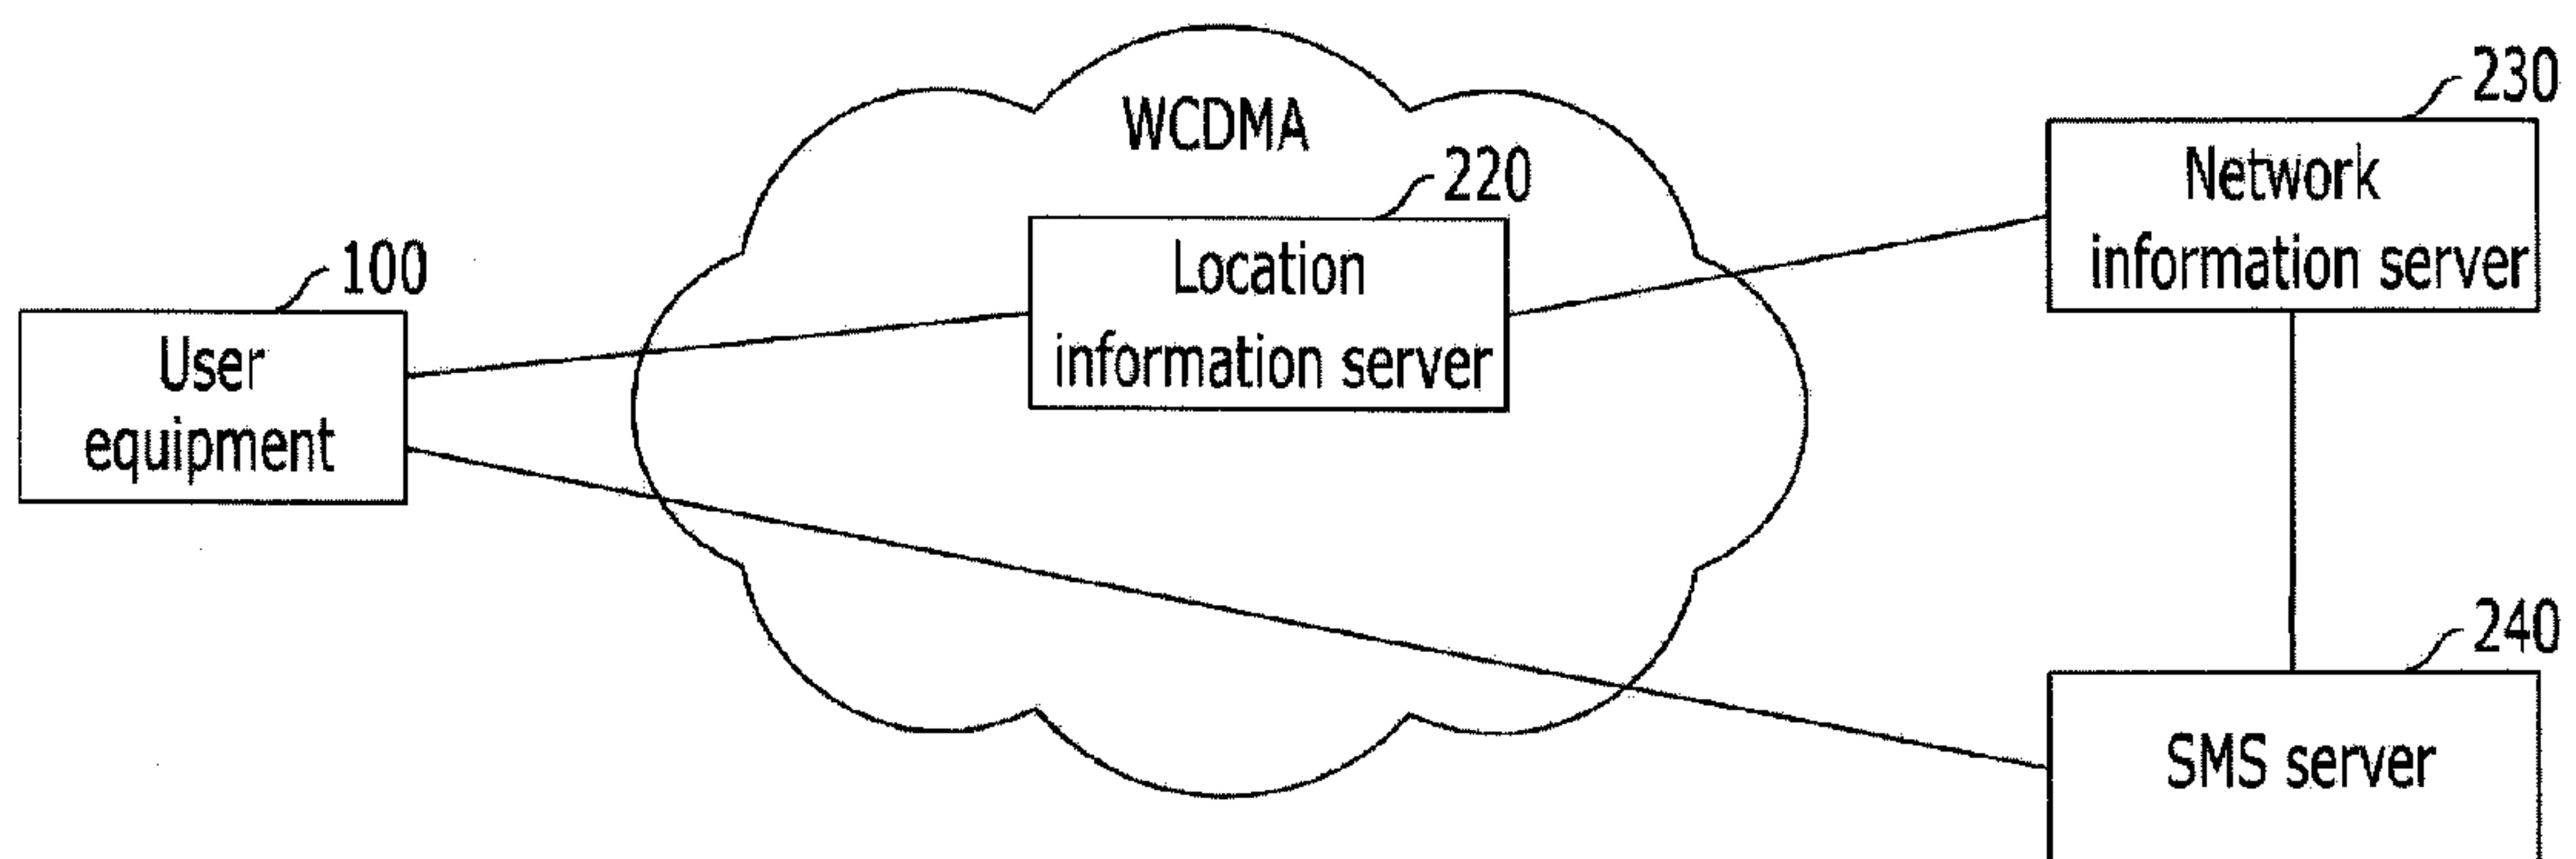 WCDMA
230
Network
information server
220
Location
information server
100
User
equipment
240
SMS server